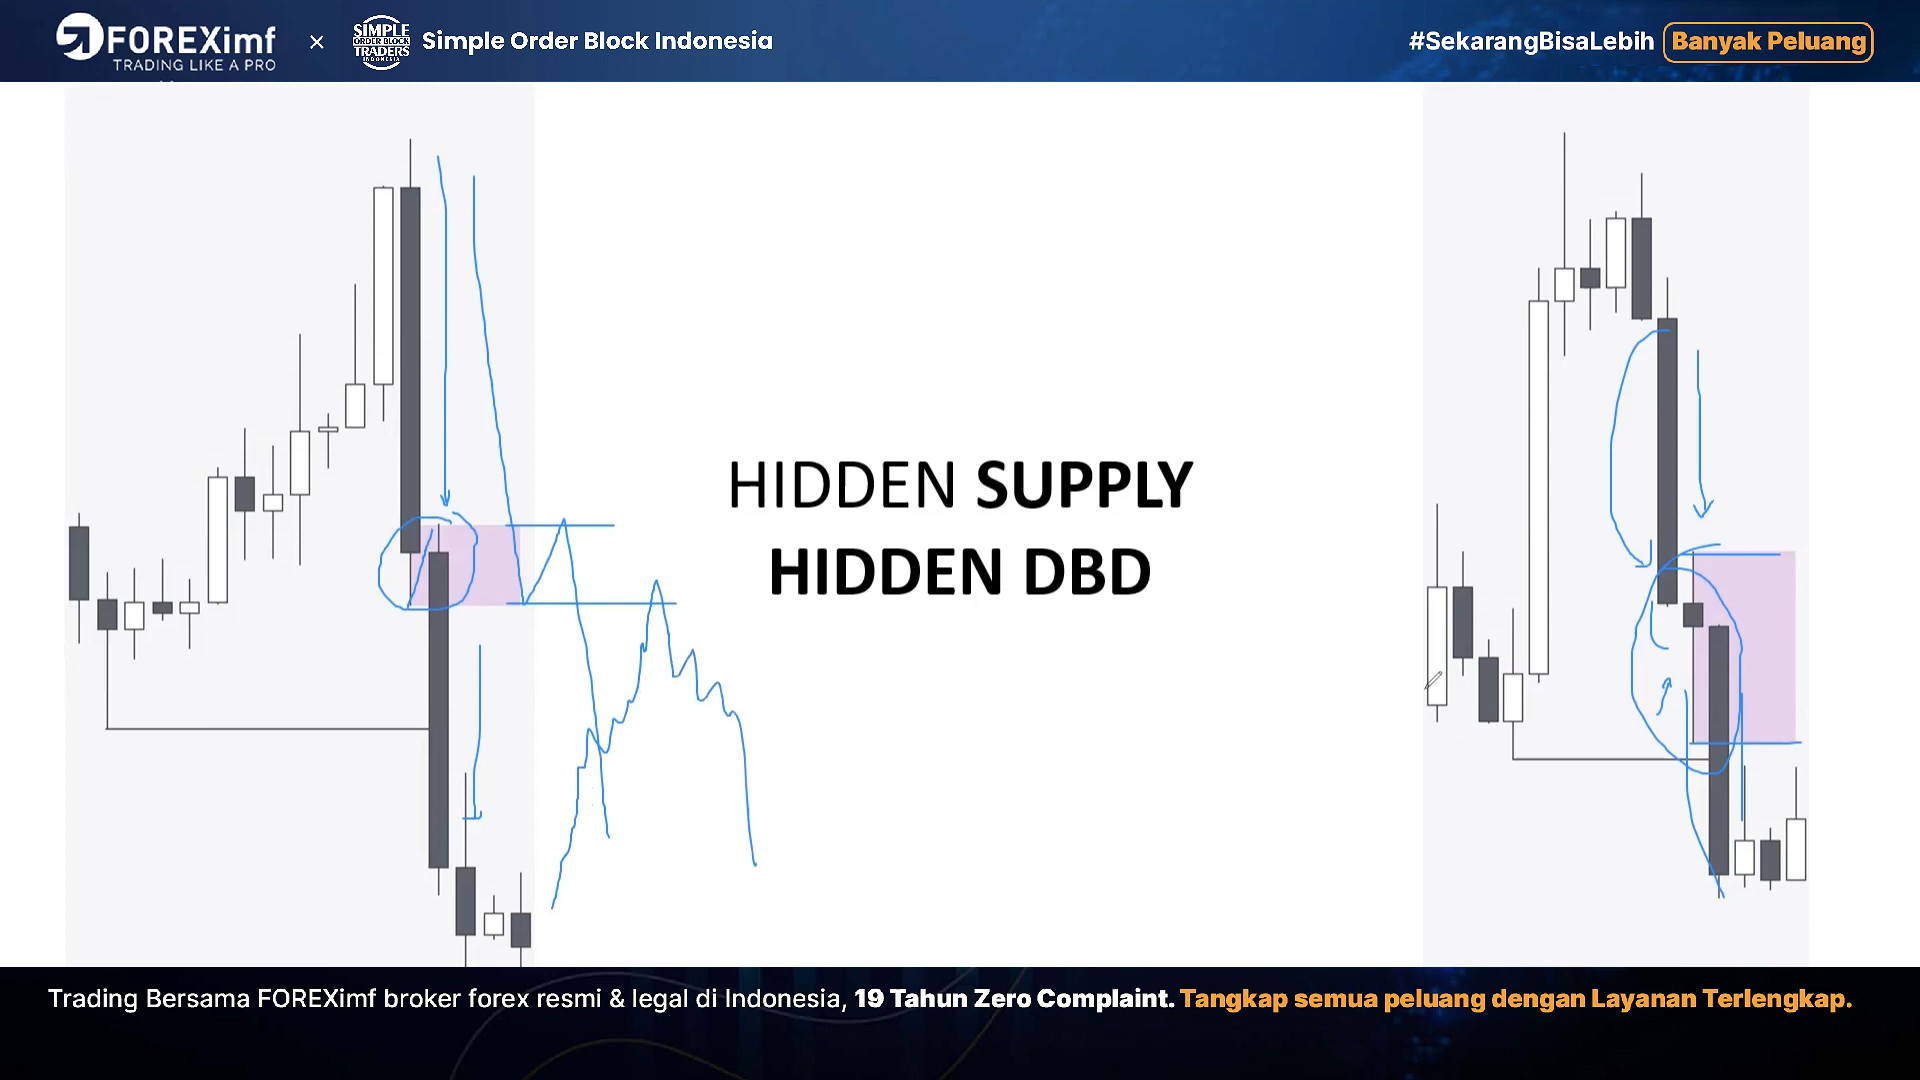 FOREXimf
TRADING LIKE A PRO
×
SIMPLE
ORDER BLOCK
TRADERS
INDONESIA
Simple Order Block Indonesia
#SekarangBisaLebih Banyak Peluang
HIDDEN SUPPLY
HIDDEN DBD
Trading Bersama FOREXimf broker forex resmi & legal di Indonesia, 19 Tahun Zero Complaint. Tangkap semua peluang dengan Layanan Terlengkap.